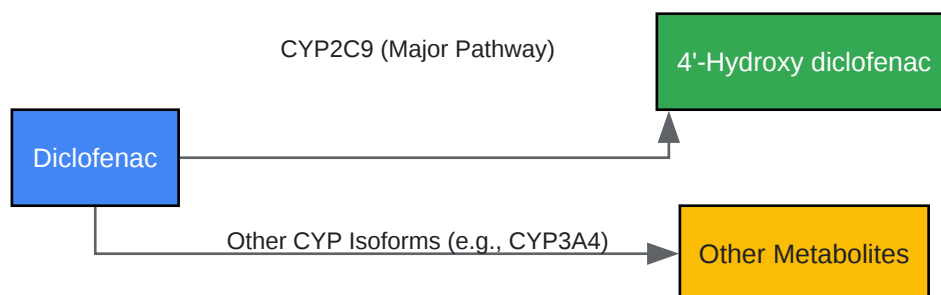 CYP2C9 (Major Pathway)
4'-Hydroxy diclofenac
Diclofenac
Other CYP Isoforms (e.g., CYP3A4)
Other Metabolites